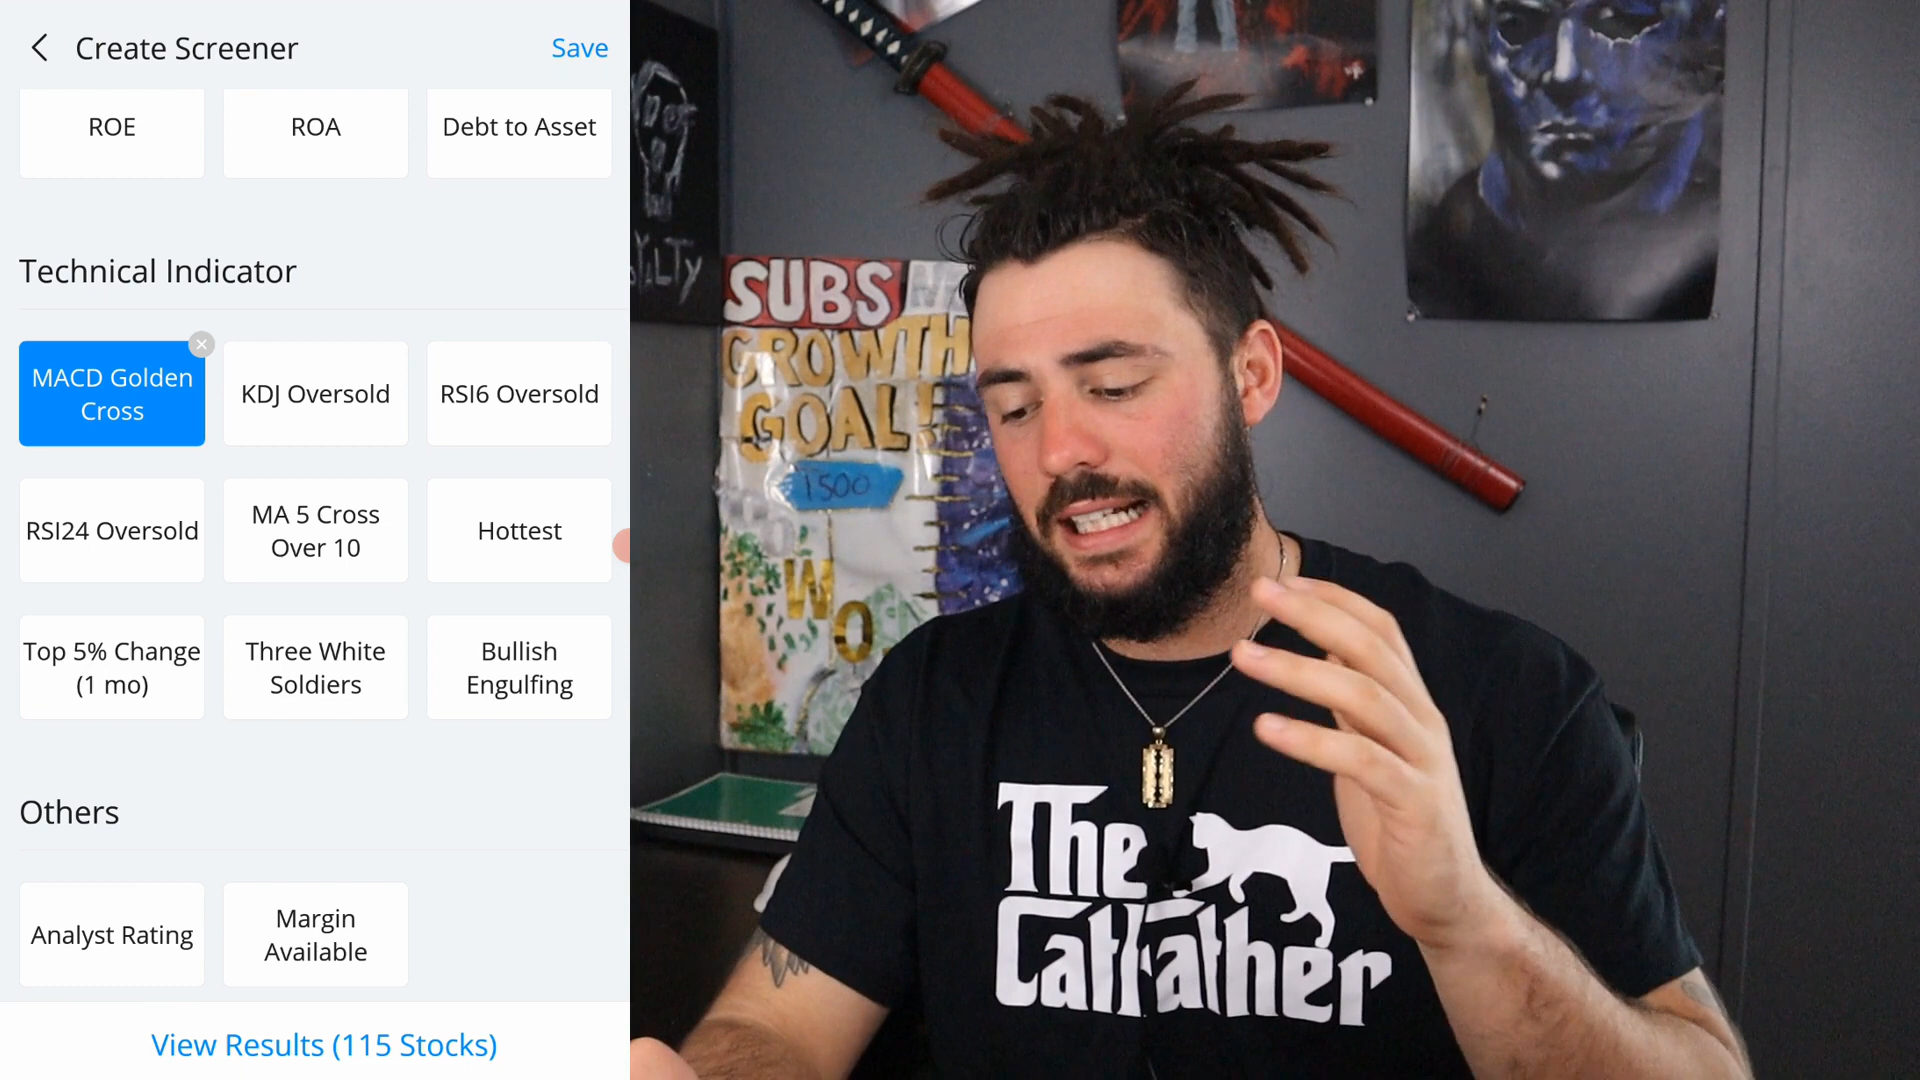 Create Screener
Save
ROE
ROA
Debt to Asset
Technical Indicator
MACD Golden
Cross
KDJ Oversold
RSI6 Oversold
RSI24 Oversold
MA 5 Cross
Over 10
Hottest
Top 5% Change
(1 mo)
Three White
Soldiers
Bullish
Engulfing
Others
Analyst Rating
Margin
Available
View Results (115 Stocks)
SUBS
GROWTH
GOAL!
1500
W
O
The
Catfather